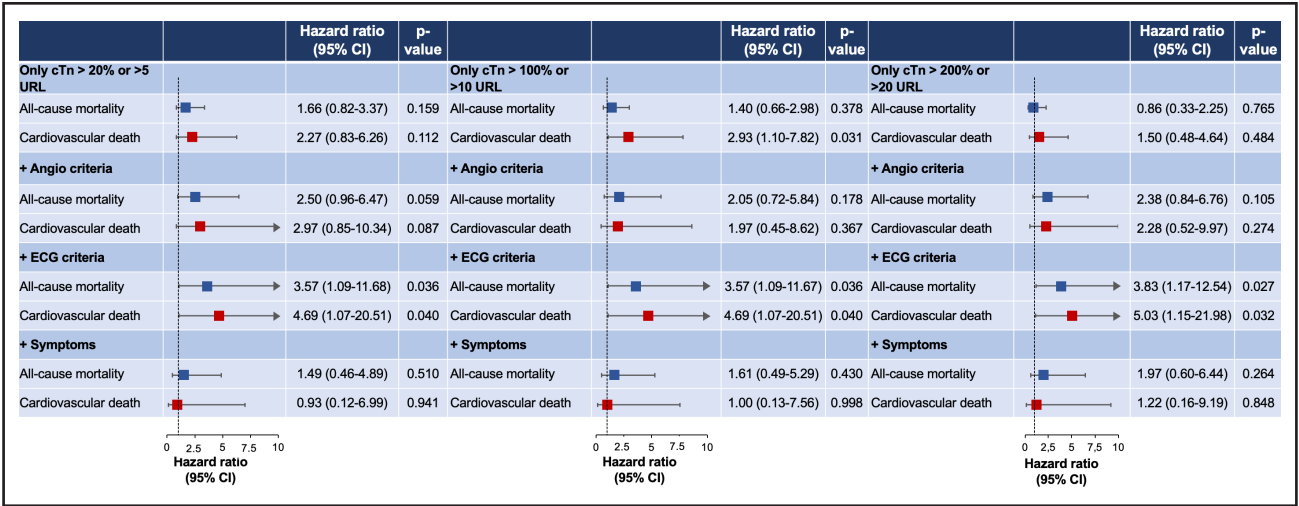 Hazard ratio (95% CI) p-value Hazard ratio (95% CI) p-value Hazard ratio (95% CI) p-value
Only cTn > 20% or >5 URL Only cTn > 100% or >10 URL Only cTn > 200% or >20 URL
All-cause mortality 1.66 (0.82-3.37) 0.159 All-cause mortality 1.40 (0.66-2.98) 0.378 All-cause mortality 0.86 (0.33-2.25) 0.765
Cardiovascular death 2.27 (0.83-6.26) 0.112 Cardiovascular death 2.93 (1.10-7.82) 0.031 Cardiovascular death 1.50 (0.48-4.64) 0.484
+ Angio criteria + Angio criteria + Angio criteria
All-cause mortality 2.50 (0.96-6.47) 0.059 All-cause mortality 2.05 (0.72-5.84) 0.178 All-cause mortality 2.38 (0.84-6.76) 0.105
Cardiovascular death 2.97 (0.85-10.34) 0.087 Cardiovascular death 1.97 (0.45-8.62) 0.367 Cardiovascular death 2.28 (0.52-9.97) 0.274
+ ECG criteria + ECG criteria + ECG criteria
All-cause mortality 3.57 (1.09-11.68) 0.036 All-cause mortality 3.57 (1.09-11.67) 0.036 All-cause mortality 3.83 (1.17-12.54) 0.027
Cardiovascular death 4.69 (1.07-20.51) 0.040 Cardiovascular death 4.69 (1.07-20.51) 0.040 Cardiovascular death 5.03 (1.15-21.98) 0.032
+ Symptoms + Symptoms + Symptoms
All-cause mortality 1.49 (0.46-4.89) 0.510 All-cause mortality 1.61 (0.49-5.29) 0.430 All-cause mortality 1.97 (0.60-6.44) 0.264
Cardiovascular death 0.93 (0.12-6.99) 0.941 Cardiovascular death 1.00 (0.13-7.56) 0.998 Cardiovascular death 1.22 (0.16-9.19) 0.848
0 2.5 5 7.5 10 0 2.5 5 7.5 10 0 2,5 5 7,5 10
Hazard ratio Hazard ratio Hazard ratio
(95% CI) (95% CI) (95% CI)